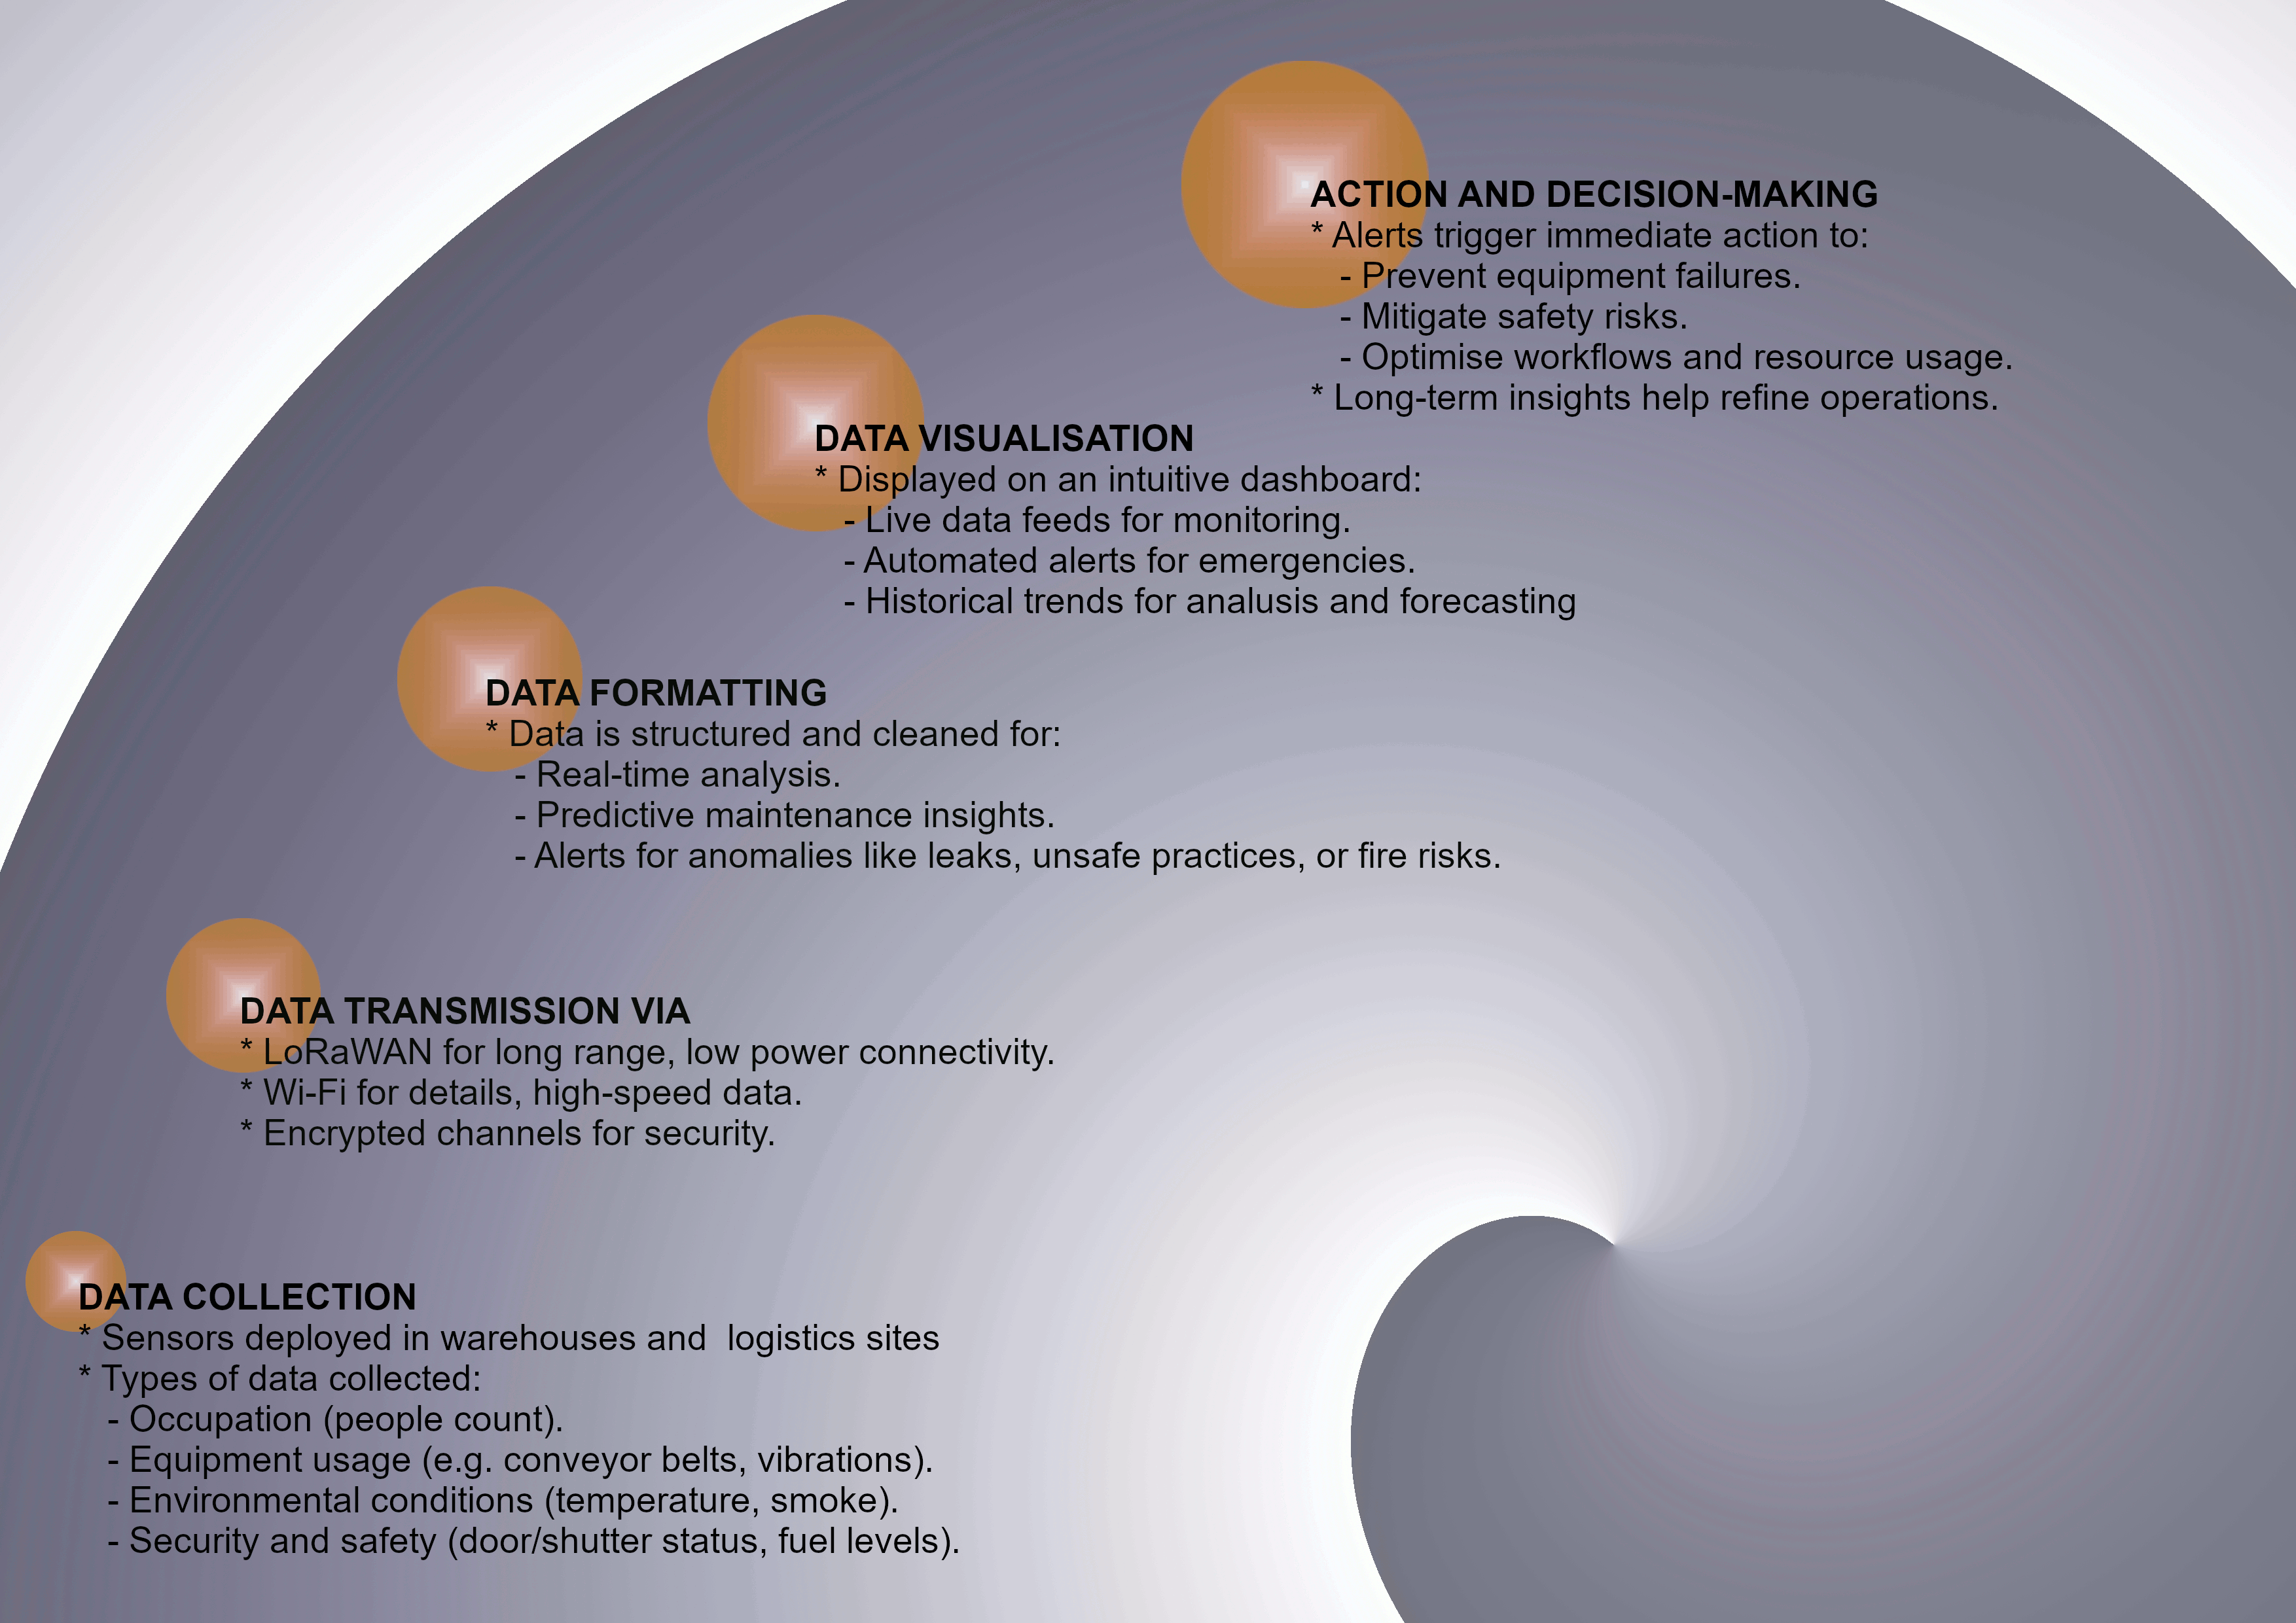 ACTION AND DECISION-MAKING
* Alerts trigger immediate action to:
- Prevent equipment failures.
- Mitigate safety risks.
- Optimise workflows and resource usage.
* Long-term insights help refine operations.
DATA VISUALISATION
* Displayed on an intuitive dashboard:
- Live data feeds for monitoring.
- Automated alerts for emergencies.
- Historical trends for analusis and forecasting
DATA FORMATTING
* Data is structured and cleaned for:
- Real-time analysis.
- Predictive maintenance insights.
- Alerts for anomalies like leaks, unsafe practices, or fire risks.
DATA TRANSMISSION VIA
* LoRaWAN for long range, low power connectivity.
* Wi-Fi for details, high-speed data.
* Encrypted channels for security.
DATA COLLECTION
* Sensors deployed in warehouses and  logistics sites
* Types of data collected:
- Occupation (people count).
- Equipment usage (e.g. conveyor belts, vibrations).
- Environmental conditions (temperature, smoke).
- Security and safety (door/shutter status, fuel levels).